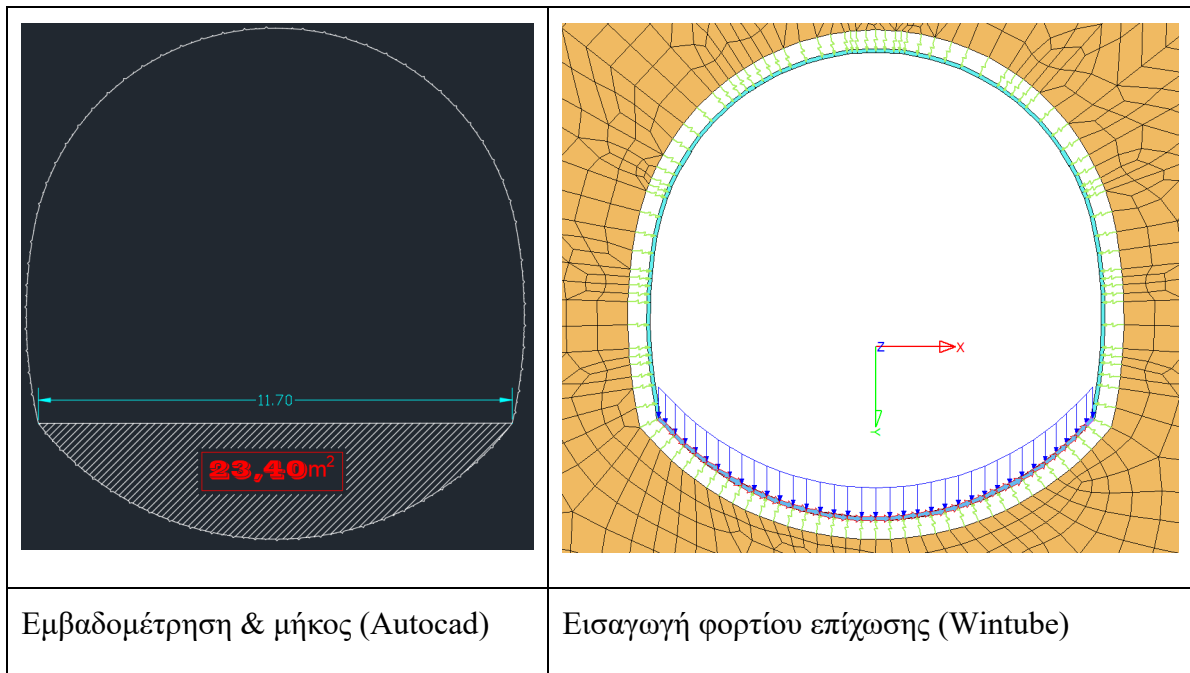 11.70
23,40m²
Z
X
Y
Εμβαδομέτρηση & μήκος (Autocad)
Εισαγωγή φορτίου επίχωσης (Wintube)